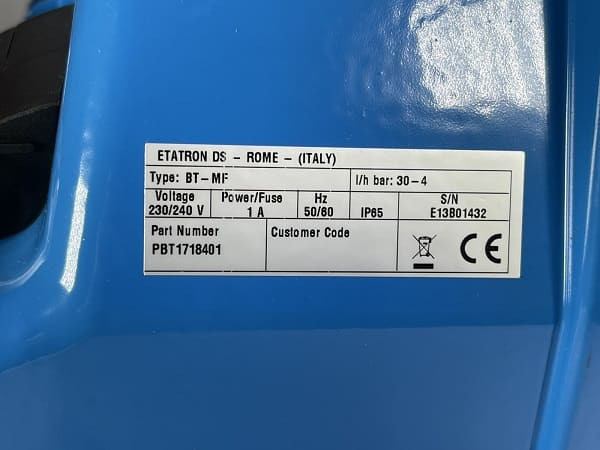 ETATRON DS - ROME - (ITALY)
Type: BT-MF l/h bar: 30-4
Voltage Power/Fuse Hz S/N
230/240 V 1 A 50/60 IP65 E13B01432
Part Number Customer Code
PBT1718401
CE